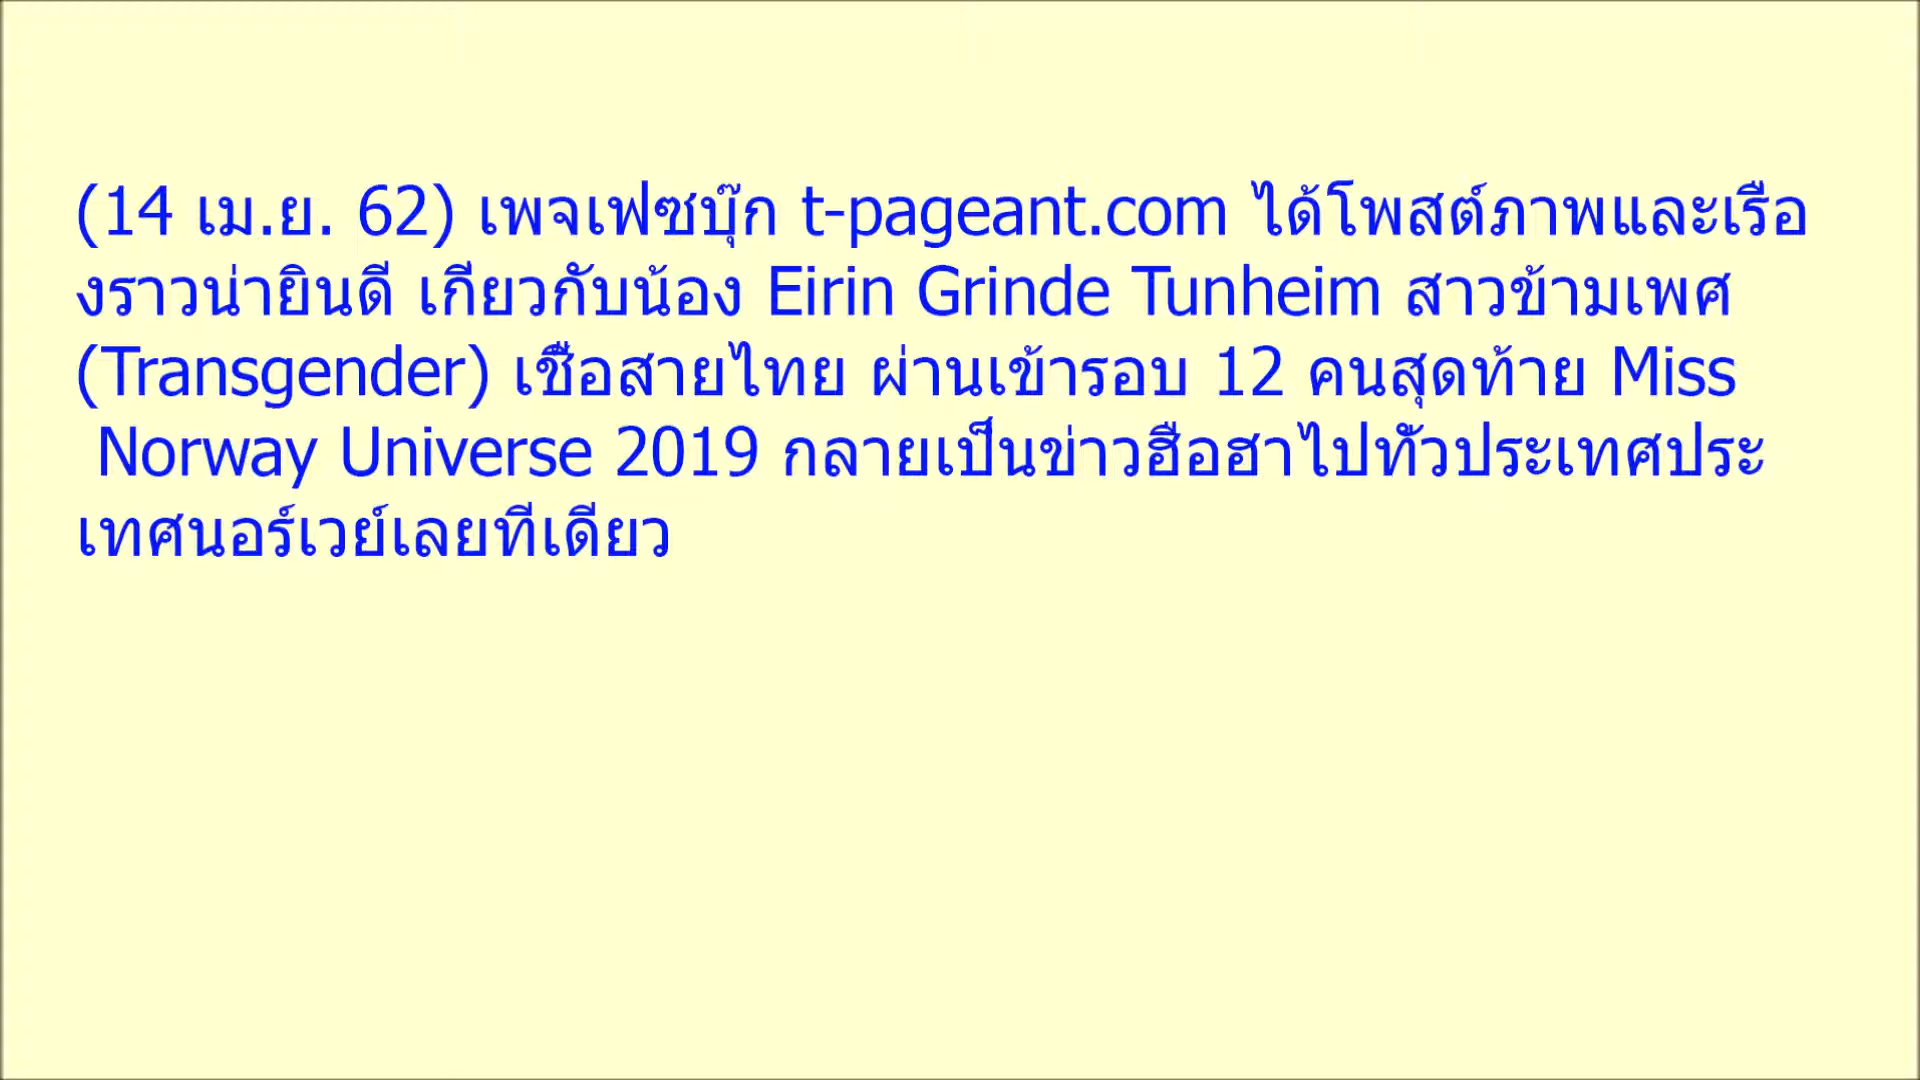 (14 เม.ย. 62) เพจเฟซบุ๊ก t-pageant.com ได้โพสต์ภาพและเรื่อ
งราวน่ายินดี เกี่ยวกับน้อง Eirin Grinde Tunheim สาวข้ามเพศ
(Transgender) เชื้อสายไทย ผ่านเข้ารอบ 12 คนสุดท้าย Miss
Norway Universe 2019 กลายเป็นข่าวฮือฮาไปทั่วประเทศประ
เทศนอร์เวย์เลยทีเดียว